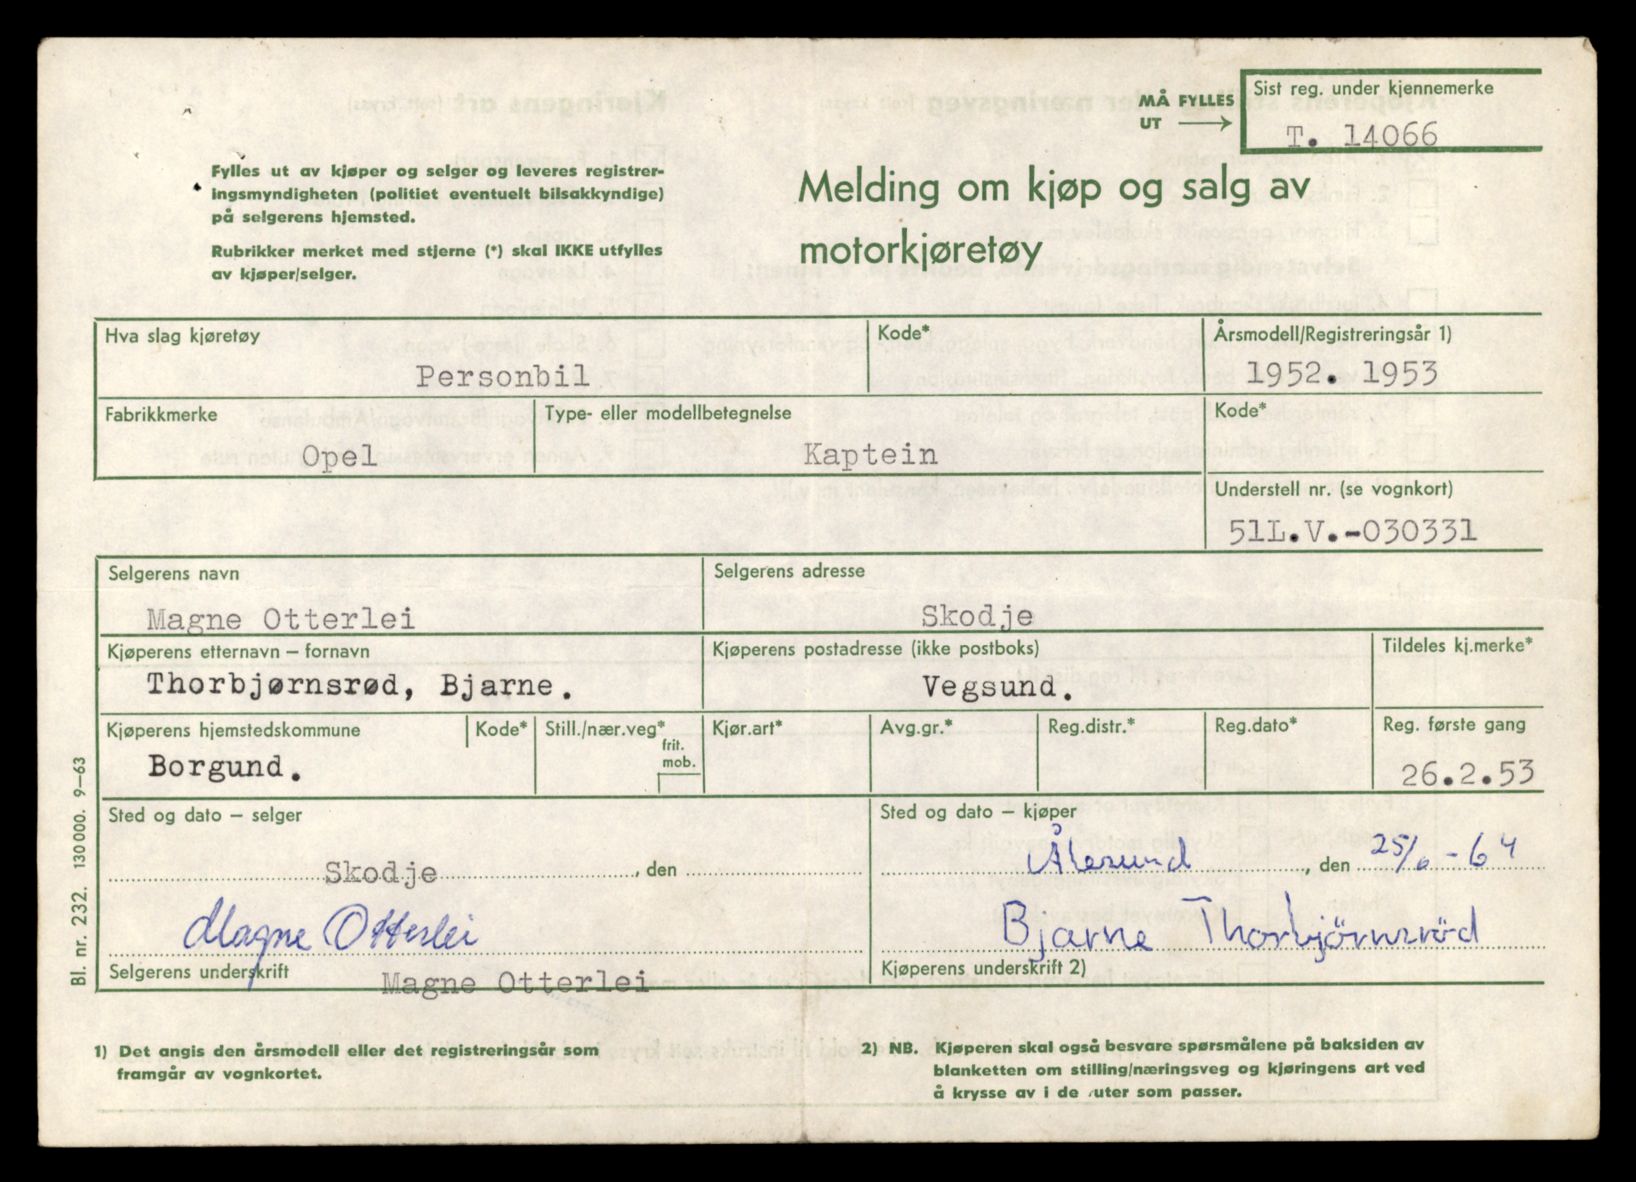 MÅ FYLLES
UT
Sist reg. under kjennemerke
T. 14066
Fylles ut av kjøper og selger og leveres registrer-
ingsmyndigheten (politiet eventuelt bilsakkyndige)
på selgerens hjemsted.
Rubrikker merket med stjerne (*) skal IKKE utfylles
av kjøper/selger.
Melding om kjøp og salg av
motorkjøretøy
Hva slag kjøretøy
Personbil
Kode*
Årsmodell/Registreringsår 1)
1952. 1953
Fabrikkmerke
Opel
Type- eller modellbetegnelse
Kaptein
Kode*
Understell nr. (se vognkort)
51L.V.-030331
Selgerens navn
Magne Otterlei
Selgerens adresse
Skodje
Kjøperens etternavn – fornavn
Thorbjørnsrød, Bjarne.
Kjøperens postadresse (ikke postboks)
Vegsund.
Tildeles kj.merke*
Kjøperens hjemstedskommune
Borgund.
Kode*
Still./nær.veg*
frit.
mob.
Kjør.art*
Avg.gr.*
Reg.distr.*
Reg.dato*
Reg. første gang
26.2.53
Sted og dato – selger
Skodje, den
Magne Otterlei
Selgerens underskrift
Magne Otterlei
Sted og dato – kjøper
Ålesund, den 25/6-64
Bjarne Thorbjörnsröd
Kjøperens underskrift 2)
Bl. nr. 232. 130 000. 9–63
1) Det angis den årsmodell eller det registreringsår som
framgår av vognkortet.
2) NB. Kjøperen skal også besvare spørsmålene på baksiden av
blanketten om stilling/næringsveg og kjøringens art ved
å krysse av i de ruter som passer.